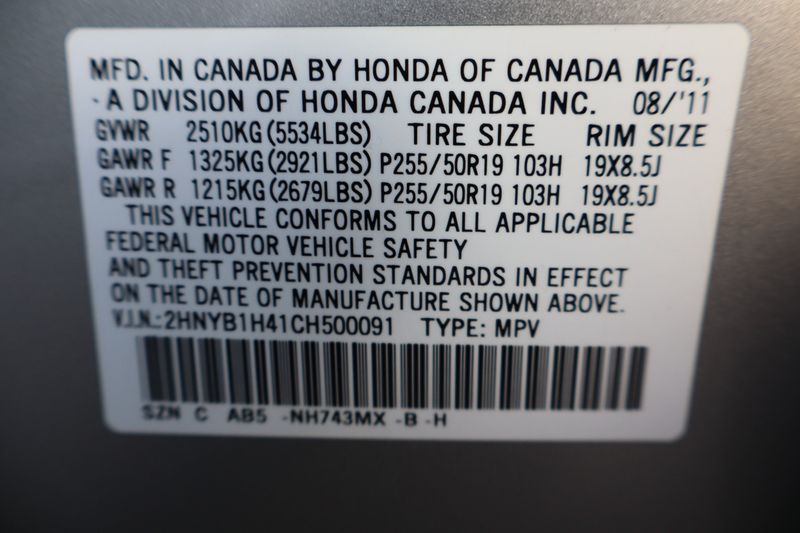 MFD. IN CANADA BY HONDA OF CANADA MFG.,
A DIVISION OF HONDA CANADA INC. 08/'11
GVWR 2510KG(5534LBS) TIRE SIZE RIM SIZE
GAWR F 1325KG(2921LBS) P255/50R19 103H 19X8.5J
GAWR R 1215KG(2679LBS) P255/50R19 103H 19X8.5J
THIS VEHICLE CONFORMS TO ALL APPLICABLE
FEDERAL MOTOR VEHICLE SAFETY
AND THEFT PREVENTION STANDARDS IN EFFECT
ON THE DATE OF MANUFACTURE SHOWN ABOVE.
V.I.N.:2HNYB1H41CH500091 TYPE: MPV
SZN C AB5 -NH743MX -B -H